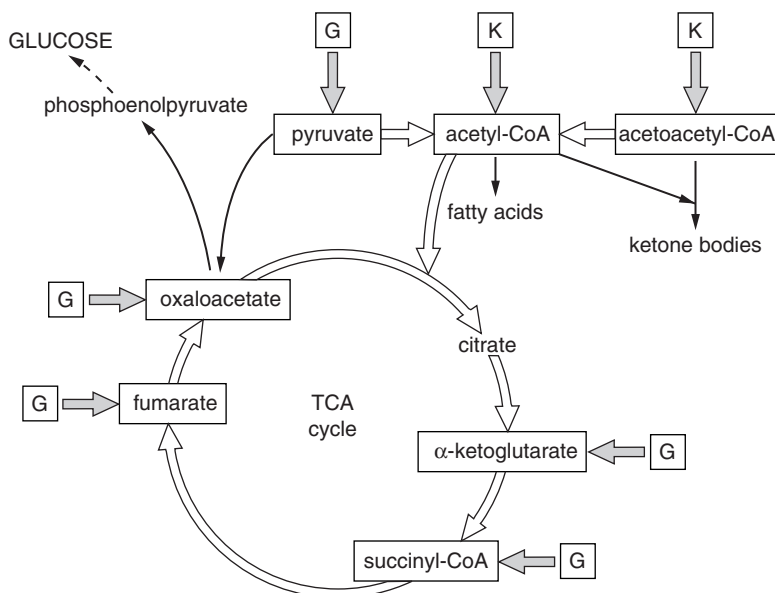 G
K
K
GLUCOSE
phosphoenolpyruvate
pyruvate
acetyl-CoA
acetoacetyl-CoA
fatty acids
ketone bodies
G
oxaloacetate
citrate
G
fumarate
TCA
cycle
α-ketoglutarate
G
succinyl-CoA
G